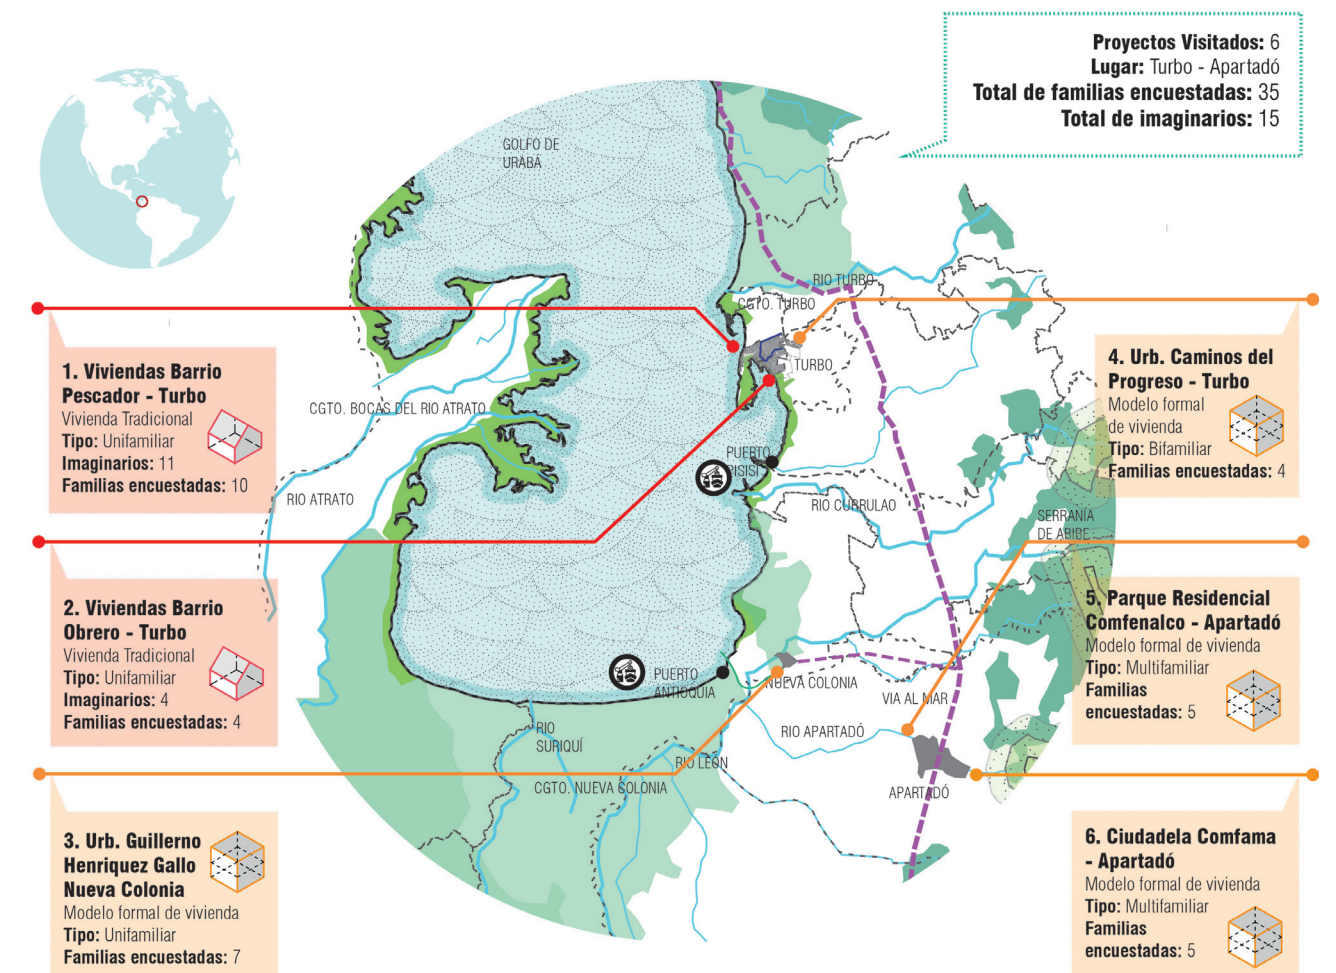 Proyectos Visitados: 6
Lugar: Turbo - Apartadó
Total de familias encuestadas: 35
Total de imaginarios: 15
GOLFO DE
URABÁ
RIO TURBO
CGTO. TURBO
TURBO
CGTO. BOCAS DEL RIO ATRATO
RIO ATRATO
PUERTO
PISISI
RIO CURRULAO
SERRANÍA
DE ABIBE
PUERTO
ANTIOQUIA
NUEVA COLONIA
VIA AL MAR
RIO
SURIQUÍ
RIO APARTADÓ
RIO LEÓN
CGTO. NUEVA COLONIA
APARTADÓ
1. Viviendas Barrio
Pescador - Turbo
Vivienda Tradicional
Tipo: Unifamiliar
Imaginarios: 11
Familias encuestadas: 10
2. Viviendas Barrio
Obrero - Turbo
Vivienda Tradicional
Tipo: Unifamiliar
Imaginarios: 4
Familias encuestadas: 4
3. Urb. Guillerno
Henriquez Gallo
Nueva Colonia
Modelo formal de vivienda
Tipo: Unifamiliar
Familias encuestadas: 7
4. Urb. Caminos del
Progreso - Turbo
Modelo formal
de vivienda
Tipo: Bifamiliar
Familias encuestadas: 4
5. Parque Residencial
Comfenalco - Apartadó
Modelo formal de vivienda
Tipo: Multifamiliar
Familias
encuestadas: 5
6. Ciudadela Comfama
- Apartadó
Modelo formal de vivienda
Tipo: Multifamiliar
Familias
encuestadas: 5